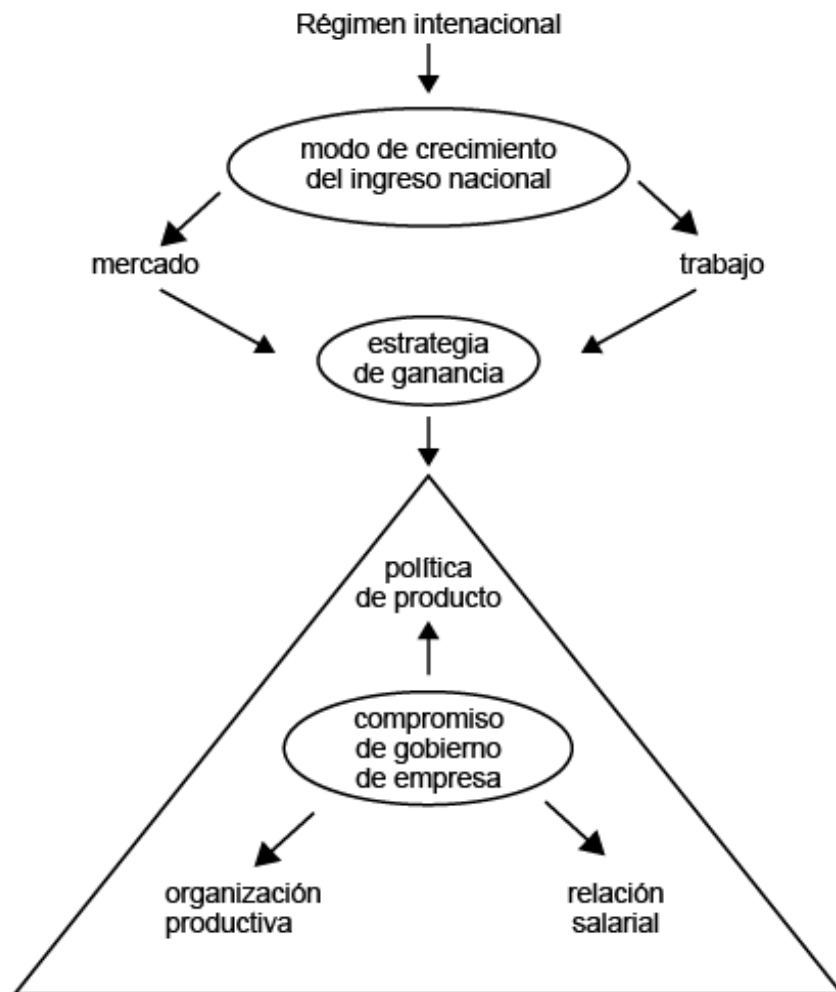 Régimen intenacional
modo de crecimiento
del ingreso nacional
mercado
trabajo
estrategia
de ganancia
política
de producto
compromiso
de gobierno
de empresa
organización
productiva
relación
salarial